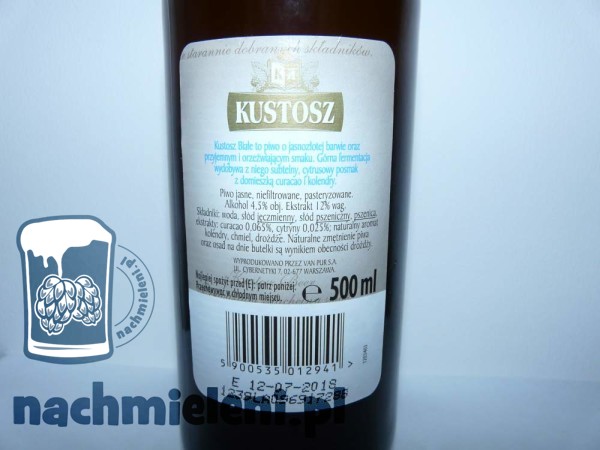 starannie dobranych składników.
KUSTOSZ
Kustosz Białe to piwo o jasnozłotej barwie oraz
przyjemnym i orzeźwiającym smaku. Górna fermentacja
wydobywa z niego subtelny, cytrusowy posmak
z domieszką curacao i kolendry.
Piwo jasne, niefiltrowane, pasteryzowane.
Alkohol 4,5% obj. Ekstrakt 12% wag.
Składniki: woda, słód jęczmienny, słód pszeniczny, pszenica,
ekstrakty: curacao 0,065%, cytryny 0,025%; naturalny aromat
kolendry, chmiel, drożdże. Naturalne zmętnienie piwa
oraz osad na dnie butelki są wynikiem obecności drożdży.
WYPRODUKOWANO PRZEZ VAN PUR S.A.
UL. CYBERNETYKI 7, 02-677 WARSZAWA.
Najlepiej spożyć przed (E): patrz poniżej.
Przechowywać w chłodnym miejscu.
e 500 ml
5 900535 012941 >
E 12-07-2018
nachmieleni.pl
nachmieleni.pl